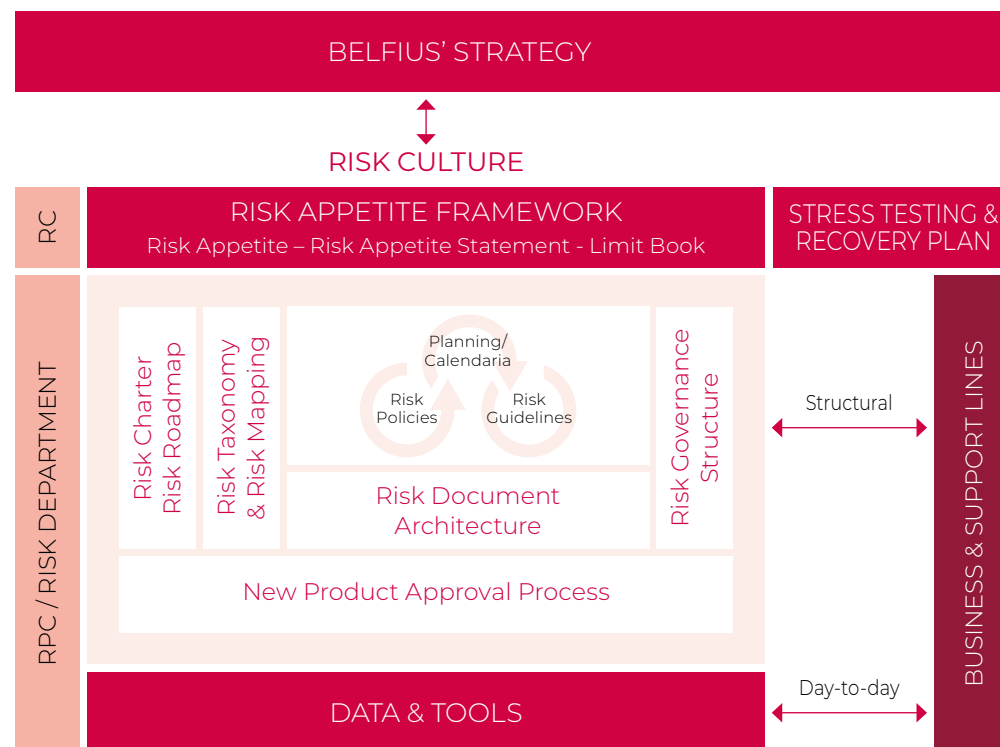 BELFIUS’ STRATEGY
RISK CULTURE
RC
RISK APPETITE FRAMEWORK
Risk Appetite – Risk Appetite Statement - Limit Book
STRESS TESTING &
RECOVERY PLAN
RPC / RISK DEPARTMENT
Risk Charter
Risk Roadmap
Risk Taxonomy
& Risk Mapping
Planning/
Calendaria
Risk
Policies
Risk
Guidelines
Risk Document
Architecture
Risk Governance
Structure
New Product Approval Process
Structural
BUSINESS & SUPPORT LINES
Day-to-day
DATA & TOOLS